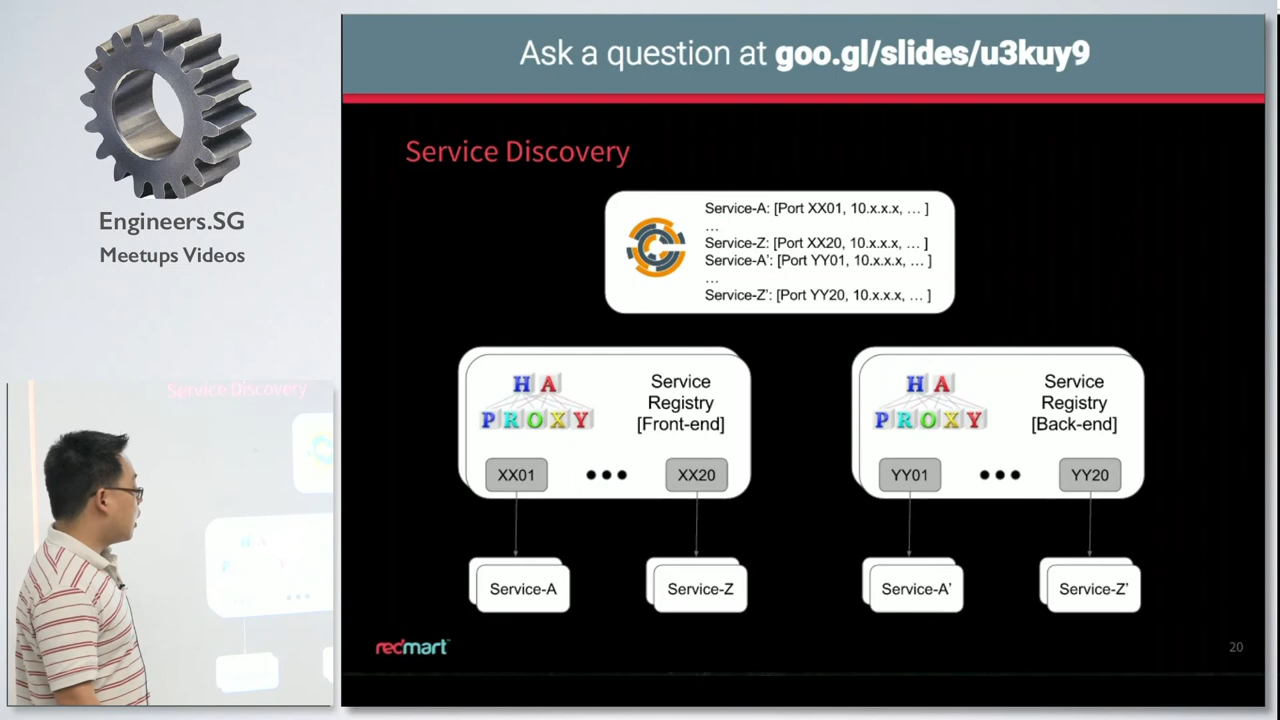 Ask a question at goo.gl/slides/u3kuy9
Engineers.SG
Meetups Videos
Service Discovery
Service-A: [Port XX01, 10.x.x.x, … ]
…
Service-Z: [Port XX20, 10.x.x.x, … ]
Service-A’: [Port YY01, 10.x.x.x, … ]
…
Service-Z’: [Port YY20, 10.x.x.x, … ]
HA
PROXY
Service
Registry
[Front-end]
XX01
XX20
HA
PROXY
Service
Registry
[Back-end]
YY01
YY20
Service-A
Service-Z
Service-A’
Service-Z’
redmart
20
Service Discovery